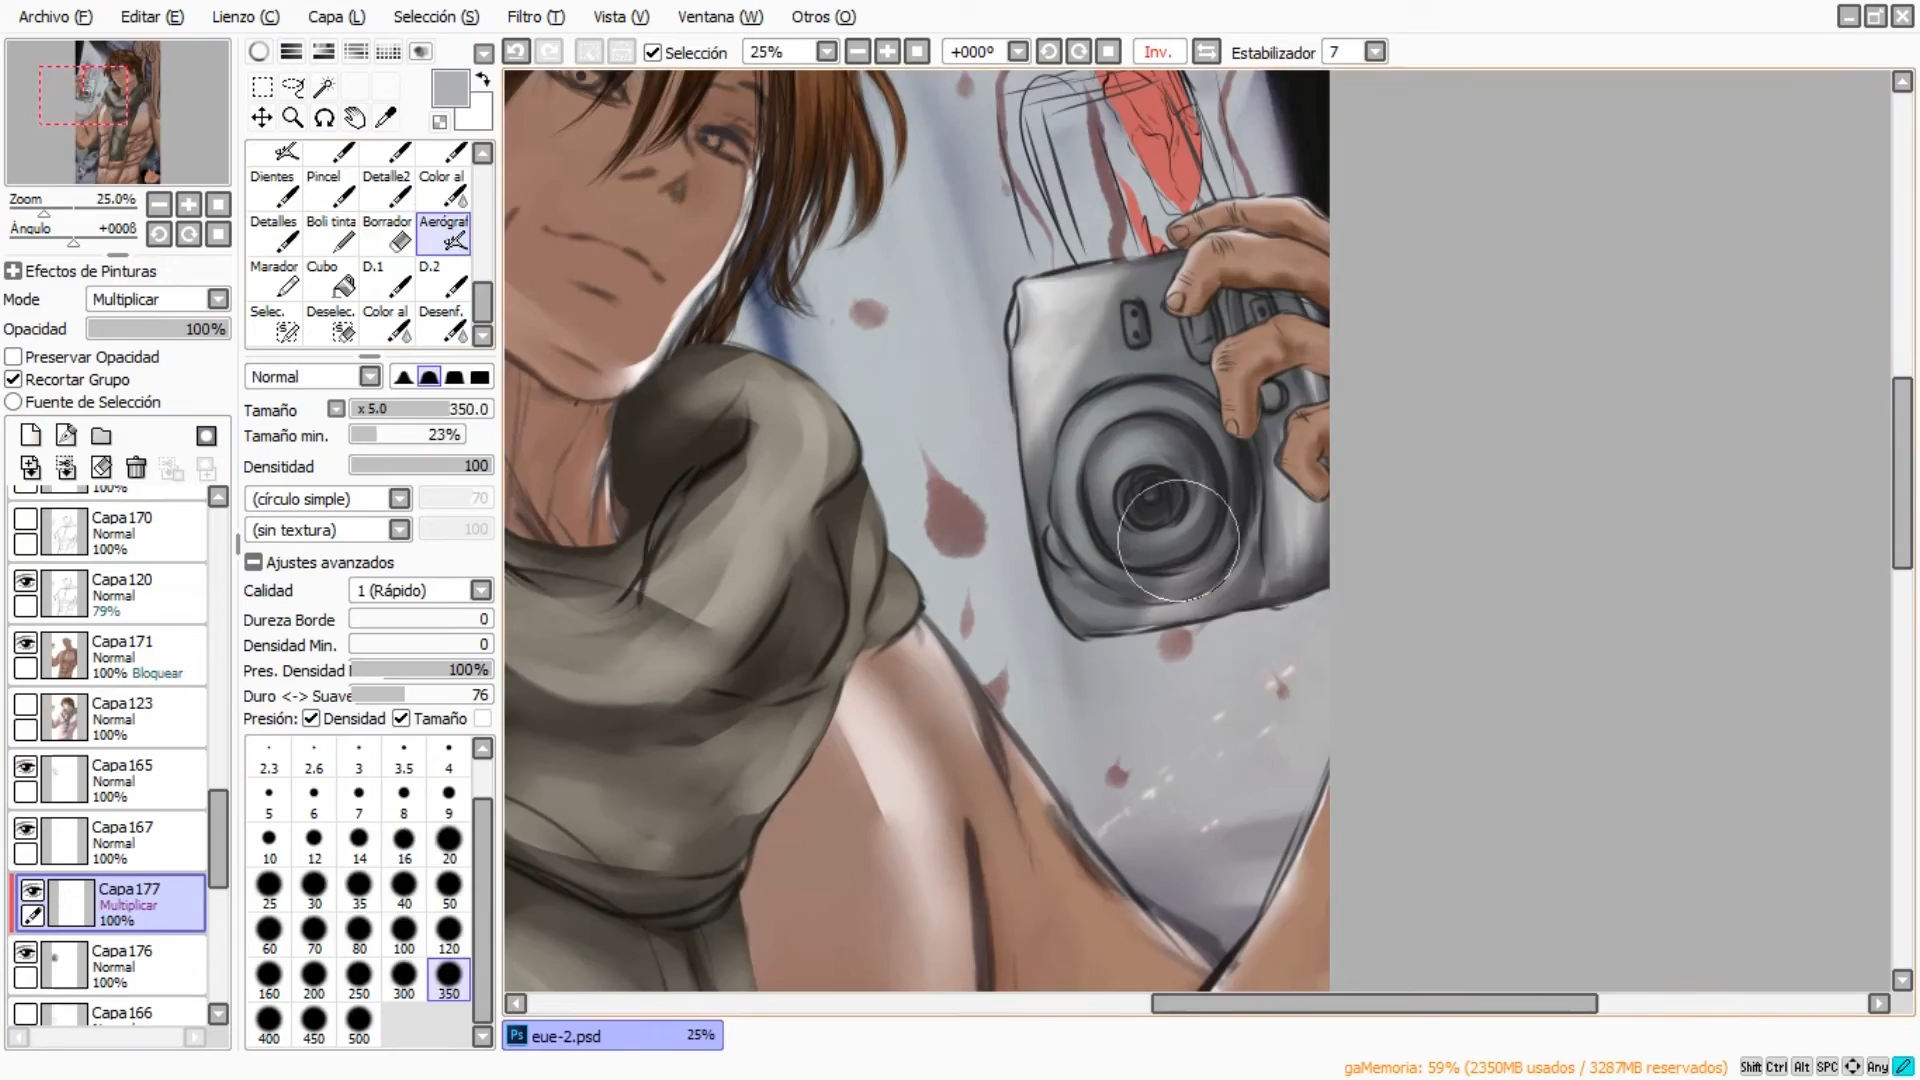 Archivo (F) Editar (E) Lienzo (C) Capa (L) Selección (S) Filtro (T) Vista (V) Ventana (W) Otros (O)
Selección 25% +000º Inv. Estabilizador 7
Zoom 25.0%
Ángulo +000ß
Efectos de Pinturas
Mode Multiplicar
Opacidad 100%
Preservar Opacidad
Recortar Grupo
Fuente de Selección
100%
Capa170
Normal
100%
Capa120
Normal
79%
Capa171
Normal
100% Bloquear
Capa123
Normal
100%
Capa165
Normal
100%
Capa167
Normal
100%
Capa177
Multiplicar
100%
Capa176
Normal
100%
Capa166
Normal
Dientes Pincel Detalle2 Color al
Detalles Boli tinta Borrador Aerógraf
Marador Cubo D.1 D.2
Selec. Deselec. Color al Desenf.
Normal
Tamaño x 5.0 350.0
Tamaño min. 23%
Densitidad 100
(círculo simple) 70
(sin textura) 100
Ajustes avanzados
Calidad 1 (Rápido)
Dureza Borde 0
Densidad Min. 0
Pres. Densidad 100%
Duro <-> Suave 76
Presión: Densidad Tamaño
2.3 2.6 3 3.5 4
5 6 7 8 9
10 12 14 16 20
25 30 35 40 50
60 70 80 100 120
160 200 250 300 350
400 450 500
Ps eue-2.psd 25%
gaMemoria: 59% (2350MB usados / 3287MB reservados) Shift Ctrl Alt SPC Any